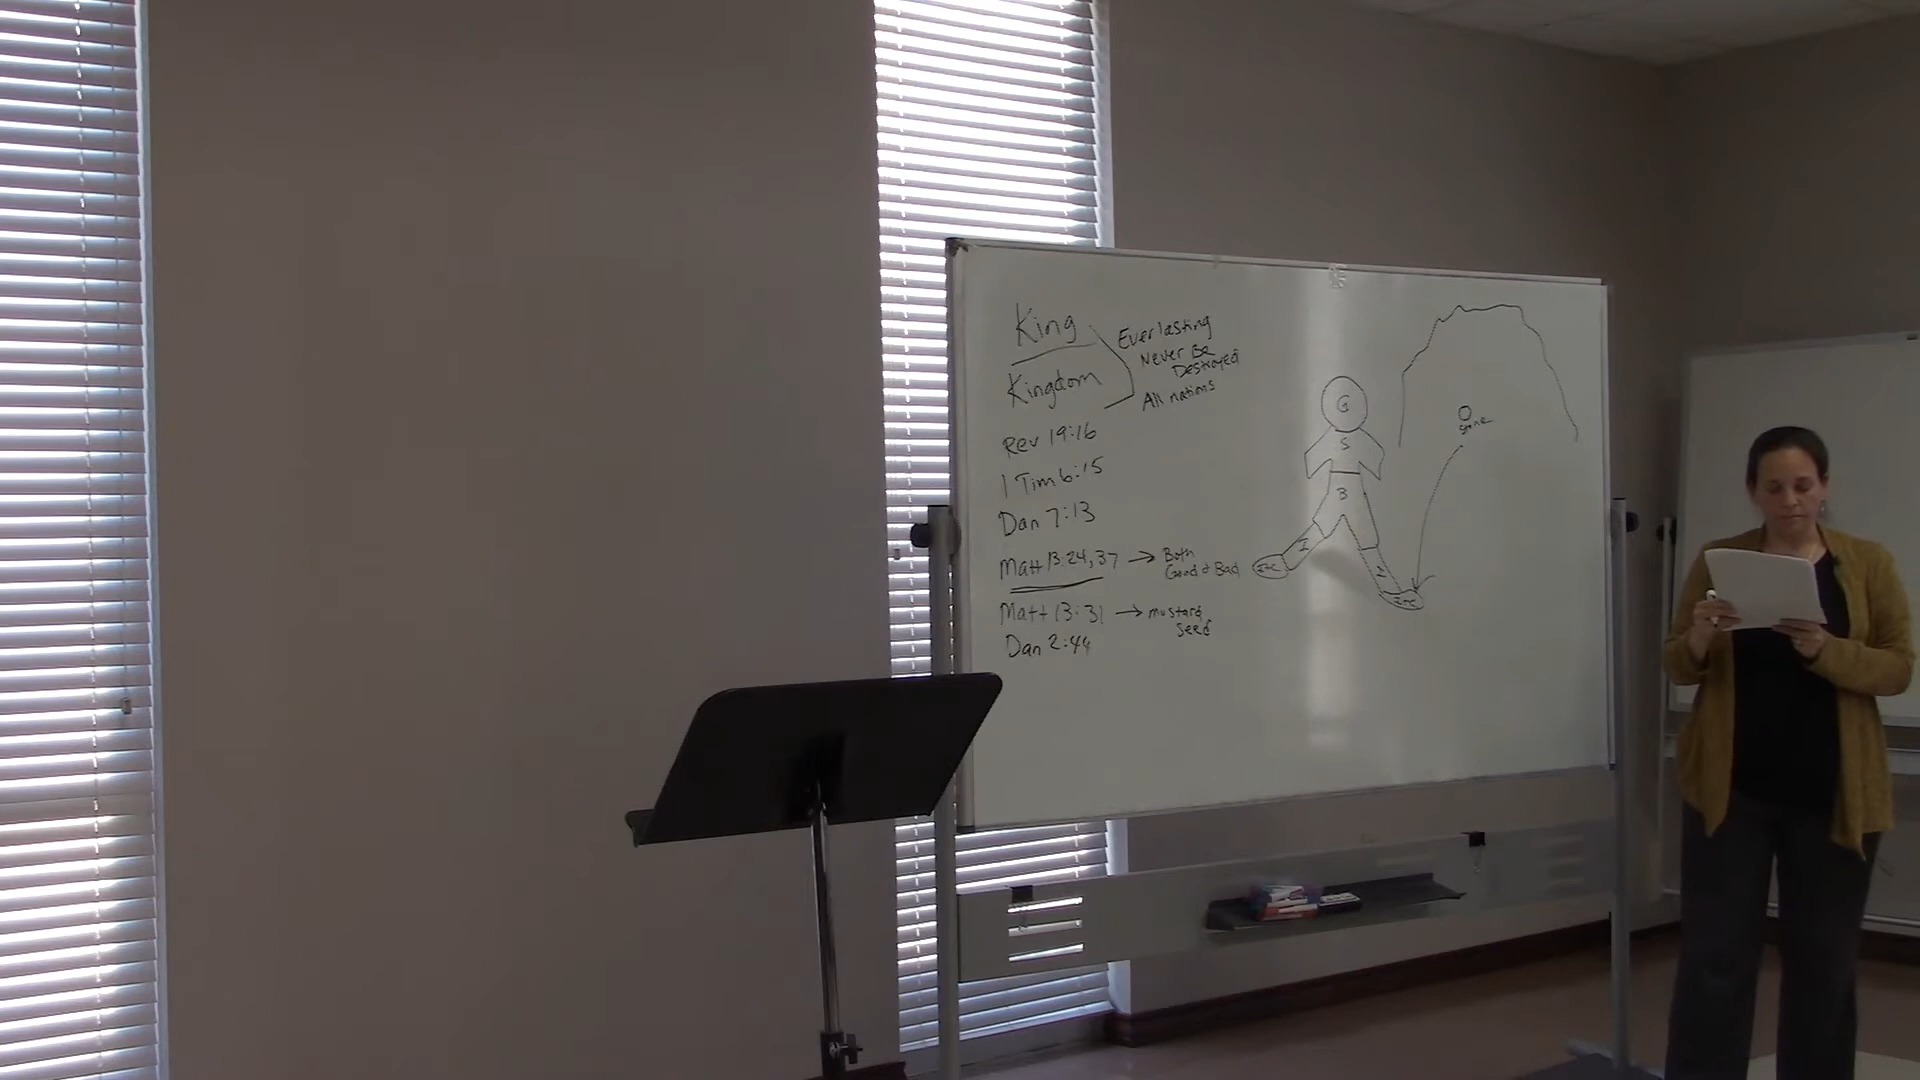 King
Everlasting
Never Be
Destroyed
Kingdom
All nations
Rev 19:16
1 Tim 6:15
Dan 7:13
Matt 13:24,37 → Both
Good & Bad
Matt 13:31 → mustard
Seed
Dan 2:44
G
S
B
I
I
I+C
I+C
Stone